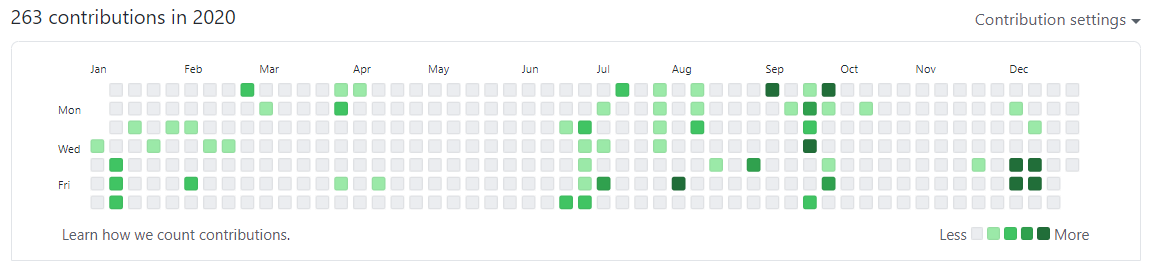 263 contributions in 2020
Contribution settings
Jan Feb Mar Apr May Jun Jul Aug Sep Oct Nov Dec
Mon
Wed
Fri
Learn how we count contributions.
Less More